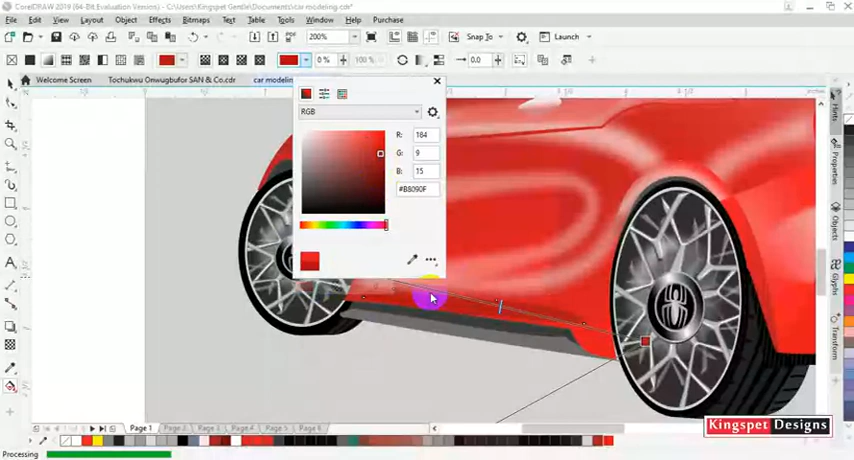 CorelDRAW 2019 (64-Bit Evaluation Version) - C:\Users\Kingspet Gentle\Documents\car modeling.cdr*
File Edit View Layout Object Effects Bitmaps Text Table Tools Window Help Purchase
200% Snap To Launch
0 % 100 % 0.0
Welcome Screen Tochukwu Onwugbufor SAN & Co.cdr car modeling
Hints
Properties
Objects
Glyphs
Transform
RGB
R: 184
G: 9
B: 15
#B8090F
Page 1 Page 2 Page 3 Page 4 Page 5 Page 6
Kingspet Designs
Processing